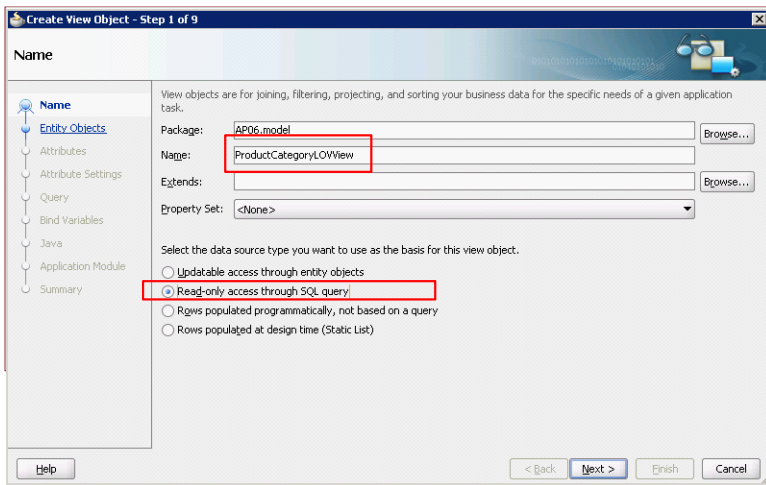 Create View Object - Step 1 of 9
Name
Name
Entity Objects
Attributes
Attribute Settings
Query
Bind Variables
Java
Application Module
Summary
View objects are for joining, filtering, projecting, and sorting your business data for the specific needs of a given application
task.
Package: AP06.model Browse...
Name: ProductCategoryLOVView
Extends: Browse...
Property Set: <None>
Select the data source type you want to use as the basis for this view object.
Updatable access through entity objects
Read-only access through SQL query
Rows populated programmatically, not based on a query
Rows populated at design time (Static List)
Help < Back Next > Finish Cancel